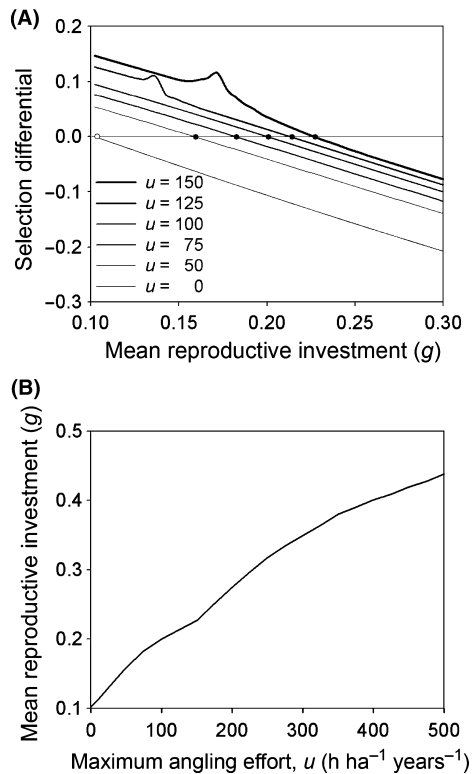 (A)
Selection differential
0.2
0.1
0.0
−0.1
−0.2
−0.3
u = 150
u = 125
u = 100
u = 75
u = 50
u = 0
0.10 0.15 0.20 0.25 0.30
Mean reproductive investment (g)
(B)
Mean reproductive investment (g)
0.5
0.4
0.3
0.2
0.1
0 100 200 300 400 500
Maximum angling effort, u (h ha⁻¹ years⁻¹)